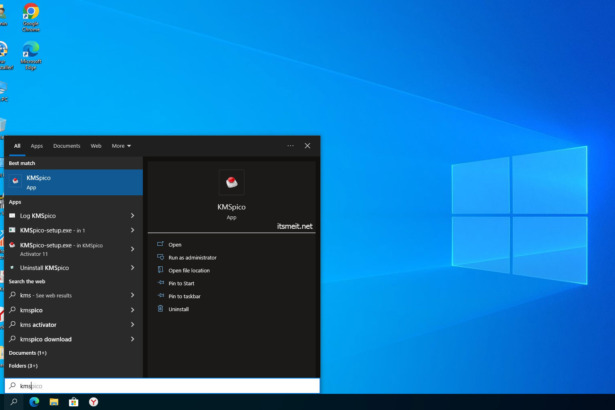 Google
Chrome
Microsoft
Edge
All Apps Documents Web More
Best match
KMSpico
App
Apps
Log KMSpico
KMSpico-setup.exe - in 1
KMSpico-setup.exe - in KMSpico
Activator 11
Uninstall KMSpico
Search the web
kms - See web results
kmspico
kms activator
kmspico download
Documents (1+)
Folders (3+)
kmspico
KMSpico
App
itsmeit.net
Open
Run as administrator
Open file location
Pin to Start
Pin to taskbar
Uninstall